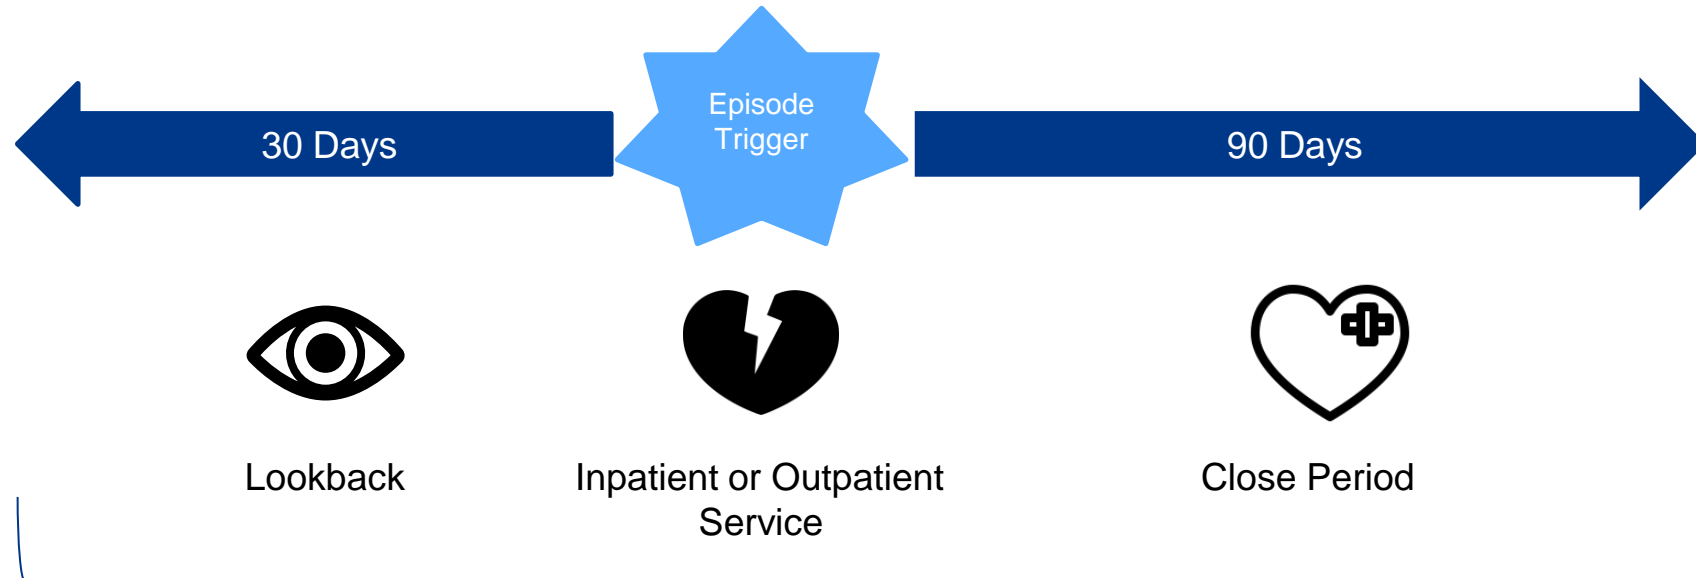 Episode
Trigger
30 Days
90 Days
Lookback
Inpatient or Outpatient
Service
Close Period